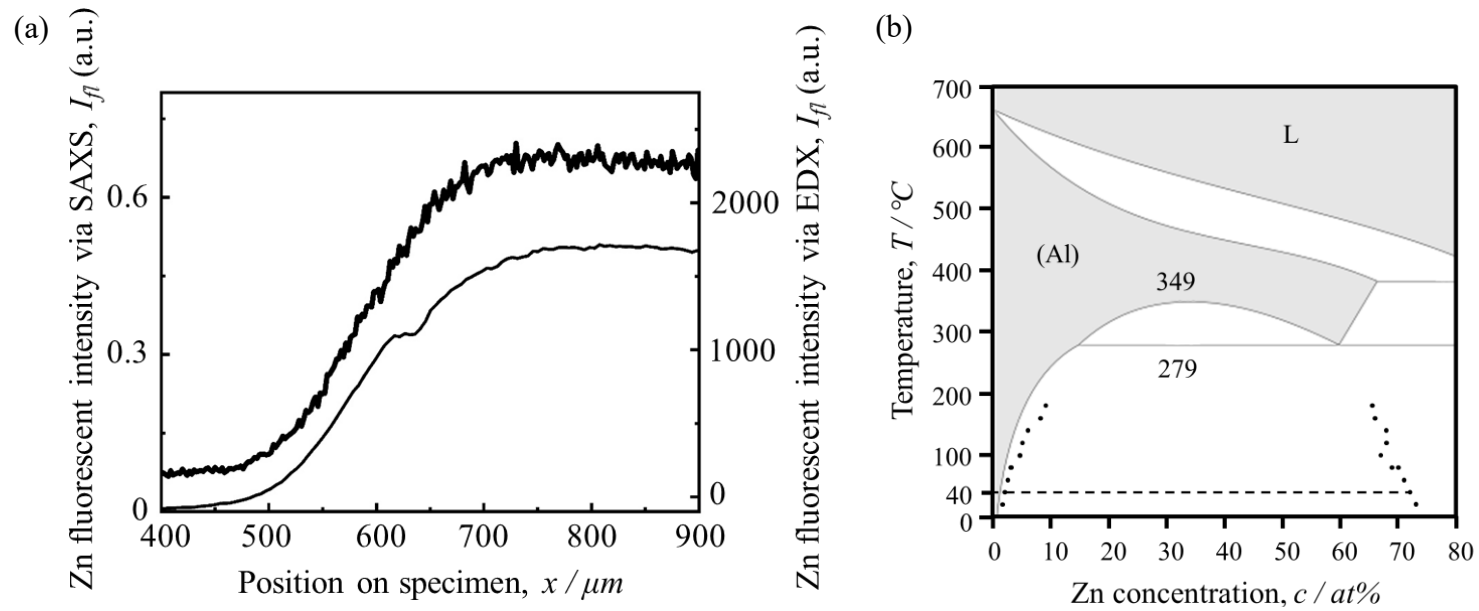 (a)
Zn fluorescent intensity via SAXS, I_fl (a.u.)
0.6
0.3
0
2000
1000
0
Zn fluorescent intensity via EDX, I_fl (a.u.)
400 500 600 700 800 900
Position on specimen, x / μm
(b)
Temperature, T / °C
700
600
500
400
300
200
100
40
0
L
(Al)
349
279
0 10 20 30 40 50 60 70 80
Zn concentration, c / at%